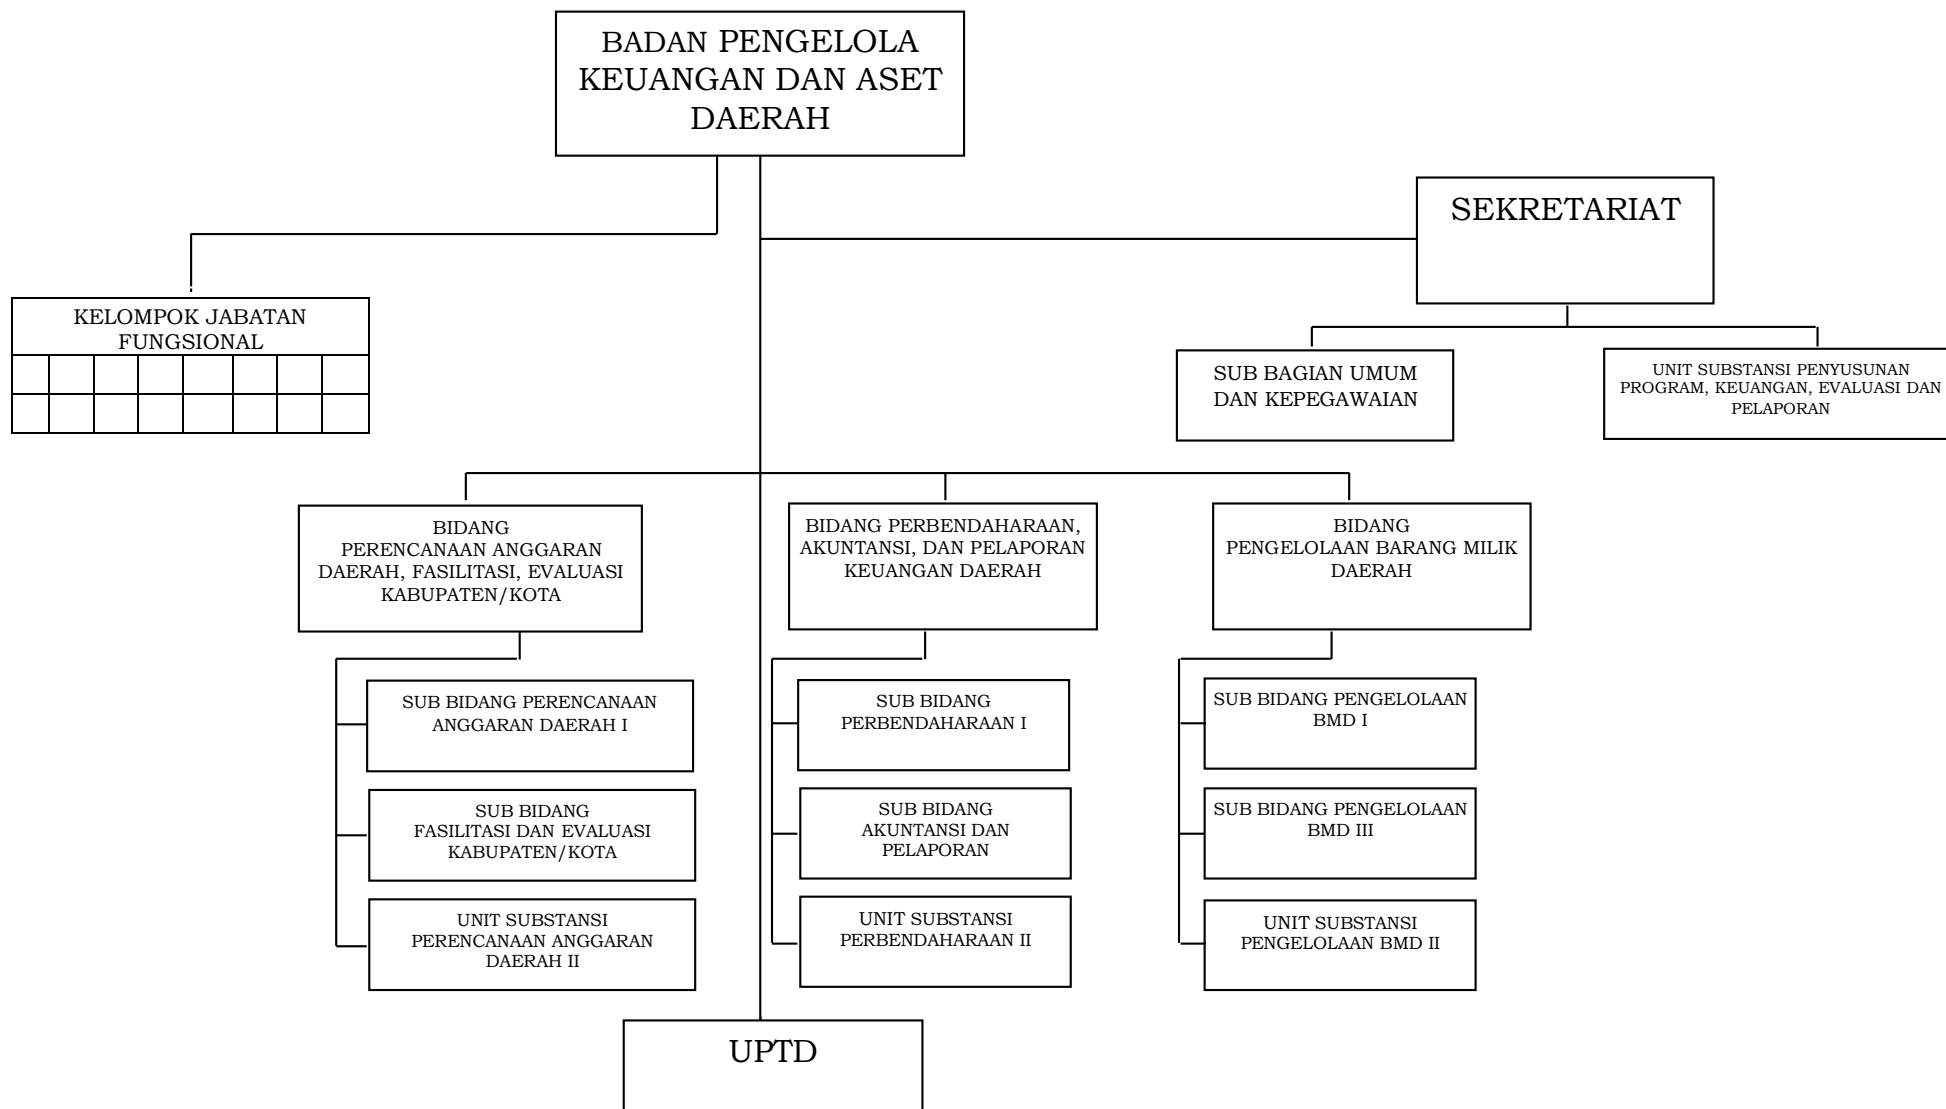 BADAN PENGELOLA
KEUANGAN DAN ASET
DAERAH
SEKRETARIAT
KELOMPOK JABATAN
FUNGSIONAL
SUB BAGIAN UMUM
DAN KEPEGAWAIAN
UNIT SUBSTANSI PENYUSUNAN
PROGRAM, KEUANGAN, EVALUASI DAN
PELAPORAN
BIDANG
PERENCANAAN ANGGARAN
DAERAH, FASILITASI, EVALUASI
KABUPATEN/KOTA
BIDANG PERBENDAHARAAN,
AKUNTANSI, DAN PELAPORAN
KEUANGAN DAERAH
BIDANG
PENGELOLAAN BARANG MILIK
DAERAH
SUB BIDANG PERENCANAAN
ANGGARAN DAERAH I
SUB BIDANG
FASILITASI DAN EVALUASI
KABUPATEN/KOTA
UNIT SUBSTANSI
PERENCANAAN ANGGARAN
DAERAH II
SUB BIDANG
PERBENDAHARAAN I
SUB BIDANG
AKUNTANSI DAN
PELAPORAN
UNIT SUBSTANSI
PERBENDAHARAAN II
SUB BIDANG PENGELOLAAN
BMD I
SUB BIDANG PENGELOLAAN
BMD III
UNIT SUBSTANSI
PENGELOLAAN BMD II
UPTD